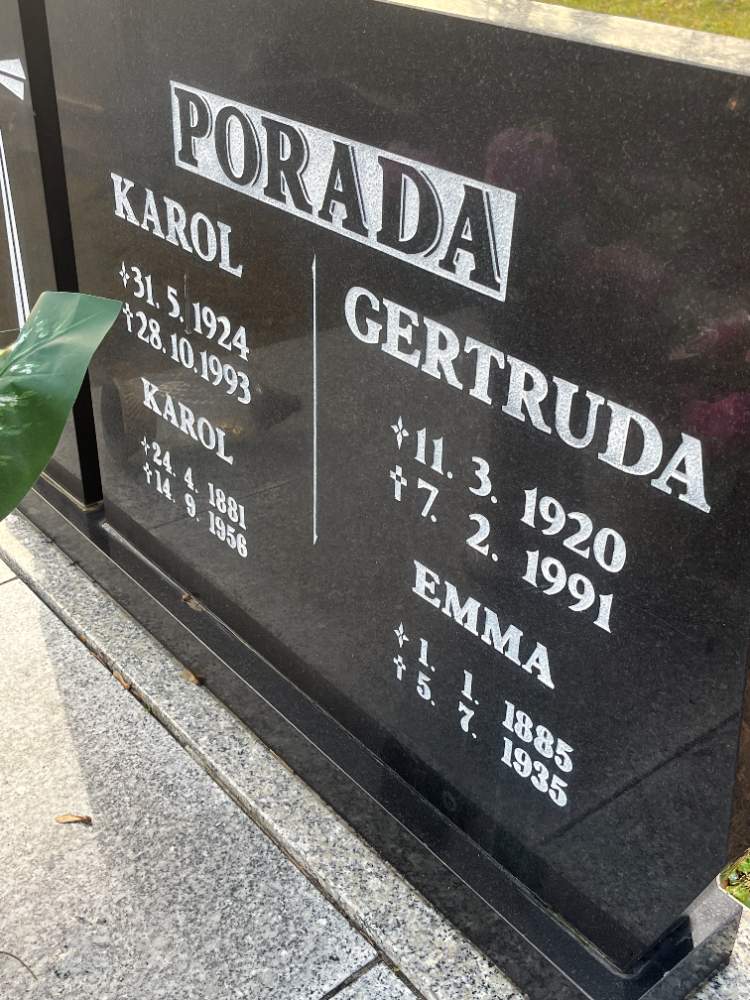 PORADA
KAROL
31. 5. 1924
† 28. 10. 1993
KAROL
24. 4. 1881
† 14. 9. 1956
GERTRUDA
11. 3. 1920
† 7. 2. 1991
EMMA
1. 1. 1885
† 5. 7. 1935